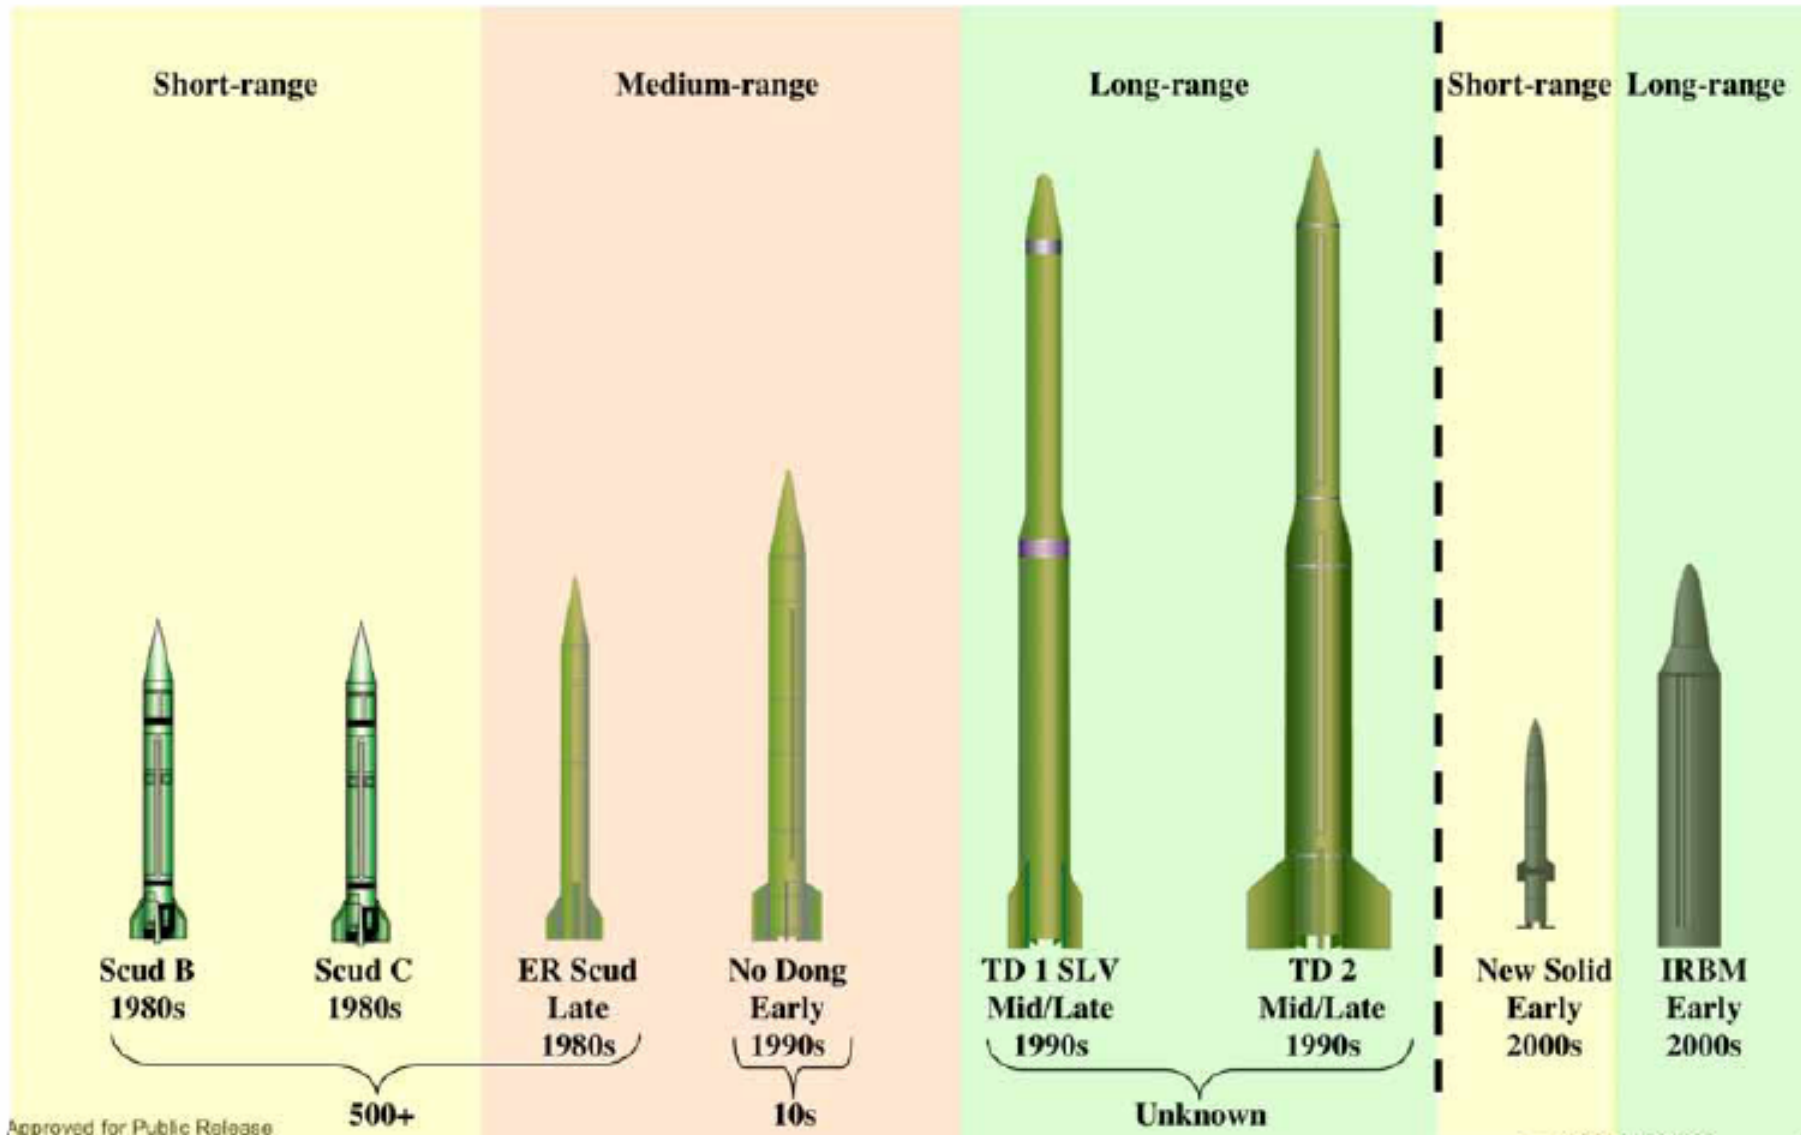 Short-range
Medium-range
Long-range
Short-range
Long-range
Scud B
1980s
Scud C
1980s
ER Scud
Late
1980s
No Dong
Early
1990s
TD 1 SLV
Mid/Late
1990s
TD 2
Mid/Late
1990s
New Solid
Early
2000s
IRBM
Early
2000s
500+
10s
Unknown
Approved for Public Release